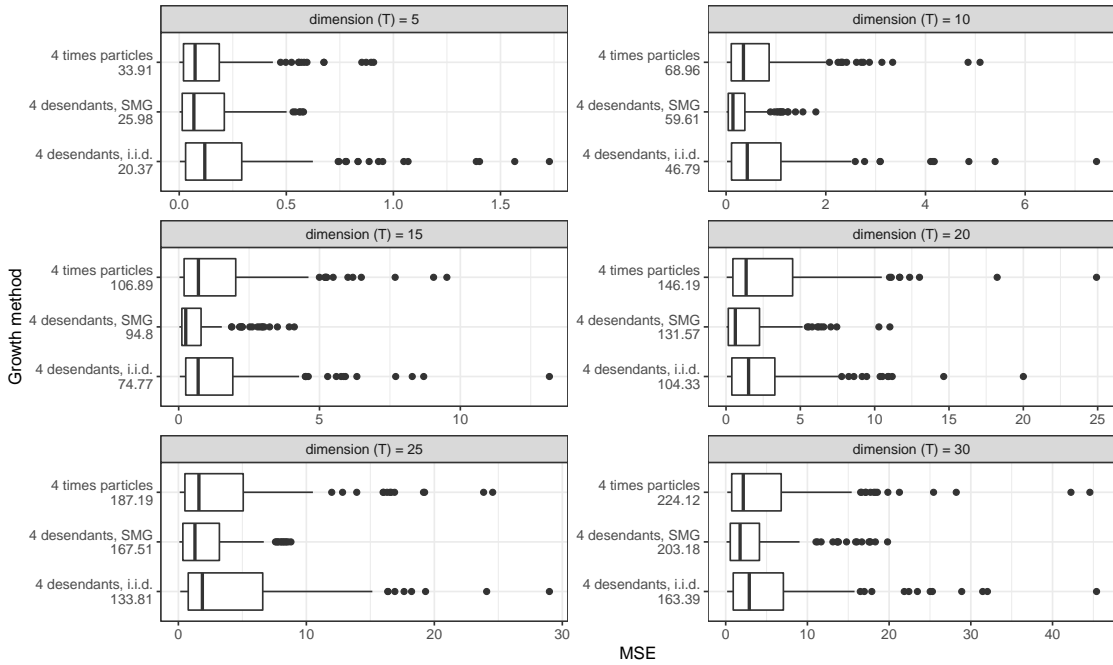 dimension (T) = 5
4 times particles
33.91
4 desendants, SMG
25.98
4 desendants, i.i.d.
20.37
0.0 0.5 1.0 1.5
dimension (T) = 10
4 times particles
68.96
4 desendants, SMG
59.61
4 desendants, i.i.d.
46.79
0 2 4 6
dimension (T) = 15
4 times particles
106.89
4 desendants, SMG
94.8
4 desendants, i.i.d.
74.77
0 5 10
dimension (T) = 20
4 times particles
146.19
4 desendants, SMG
131.57
4 desendants, i.i.d.
104.33
0 5 10 15 20 25
dimension (T) = 25
4 times particles
187.19
4 desendants, SMG
167.51
4 desendants, i.i.d.
133.81
0 10 20 30
dimension (T) = 30
4 times particles
224.12
4 desendants, SMG
203.18
4 desendants, i.i.d.
163.39
0 10 20 30 40
Growth method
MSE